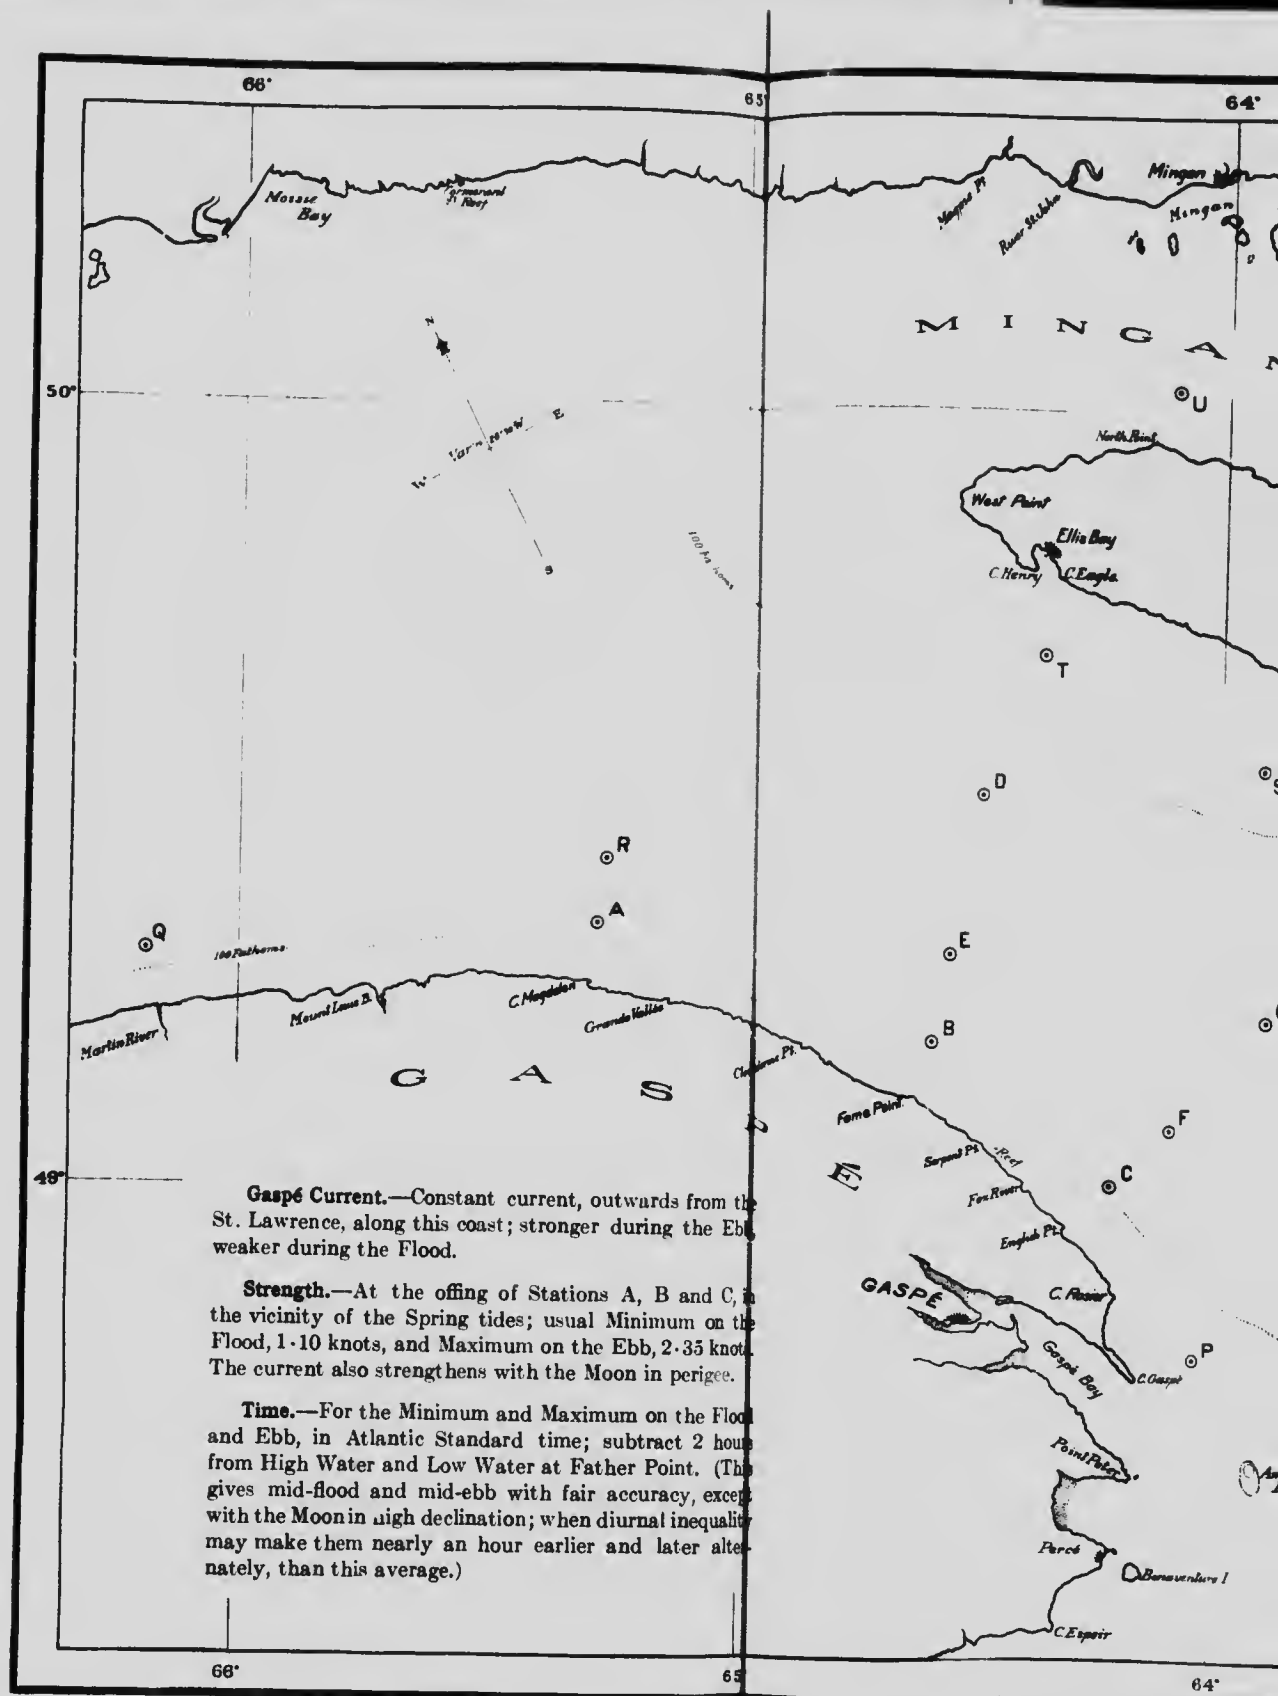 66°
65°
64°
Moisie
Bay
Cormorant
Reef
Magpie Pt
River St. John
Mingan
Mingan
M I N G A N
50°
N
W Var'n W E
S
U
North Point
West Point
100 Fathoms
Ellis Bay
C. Henry
C. Eagle.
T
D
S
R
A
Q
100 Fathoms
E
B
Martin River
Mount Louis B.
C. Magdalen
Grande Vallée
Cloridorme Pt.
Fame Point.
F
C
Serpent Pt.
Reef
Fox River
English Pt.
G A S P É
49°
Gaspé Current.—Constant current, outwards from the
St. Lawrence, along this coast; stronger during the Ebb,
weaker during the Flood.
Strength.—At the offing of Stations A, B and C, in
the vicinity of the Spring tides; usual Minimum on the
Flood, 1·10 knots, and Maximum on the Ebb, 2·35 knots.
The current also strengthens with the Moon in perigee.
Time.—For the Minimum and Maximum on the Flood
and Ebb, in Atlantic Standard time; subtract 2 hours
from High Water and Low Water at Father Point. (This
gives mid-flood and mid-ebb with fair accuracy, except
with the Moon in high declination; when diurnal inequality
may make them nearly an hour earlier and later alter-
nately, than this average.)
GASPÉ
C. Rosier
Gaspé Bay
C. Gaspé
P
Point Peter
Percé
Bonaventure I
C. Espoir
66°
65
64°